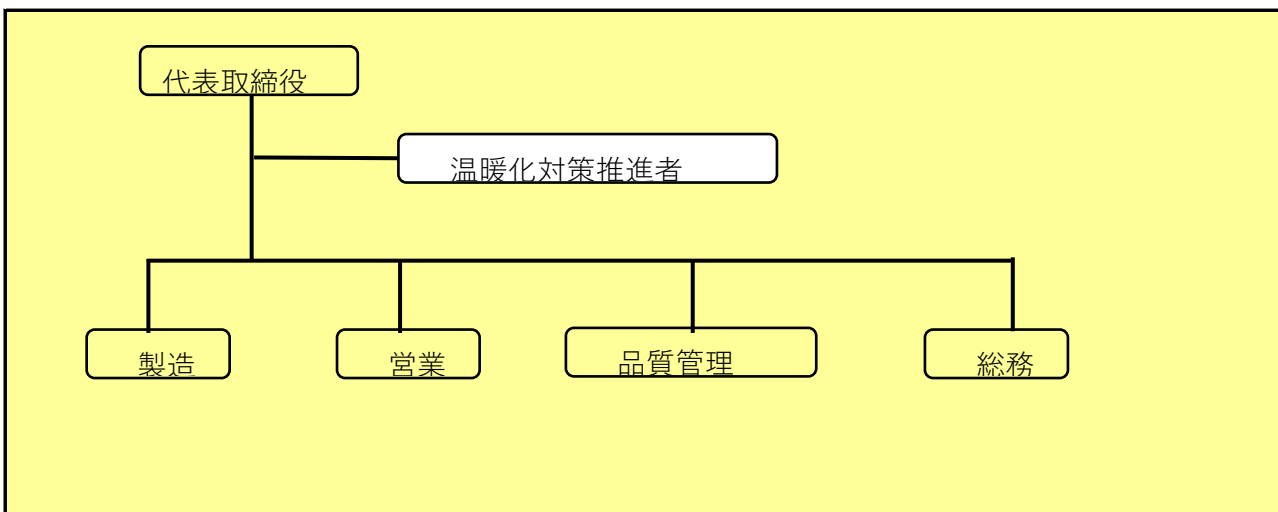 代表取締役
温暖化対策推進者
製造
営業
品質管理
総務